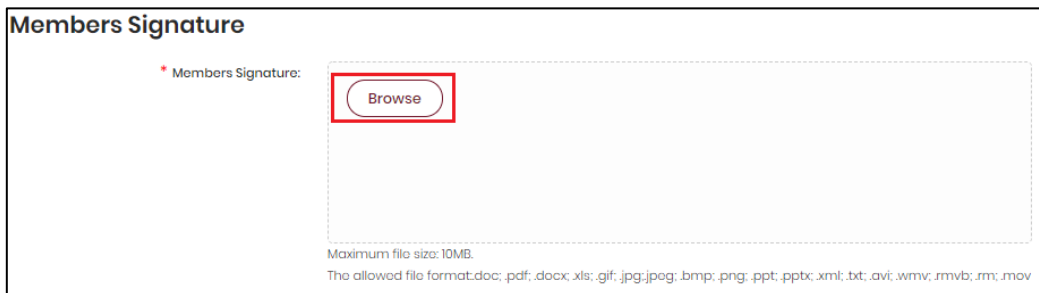 Members Signature
* Members Signature:
Browse
Maximum file size: 10MB.
The allowed file format:.doc; .pdf; .docx; .xls; .gif; .jpg;.jpeg; .bmp; .png; .ppt; .pptx; .xml; .txt; .avi; .wmv; .rmvb; .rm; .mov